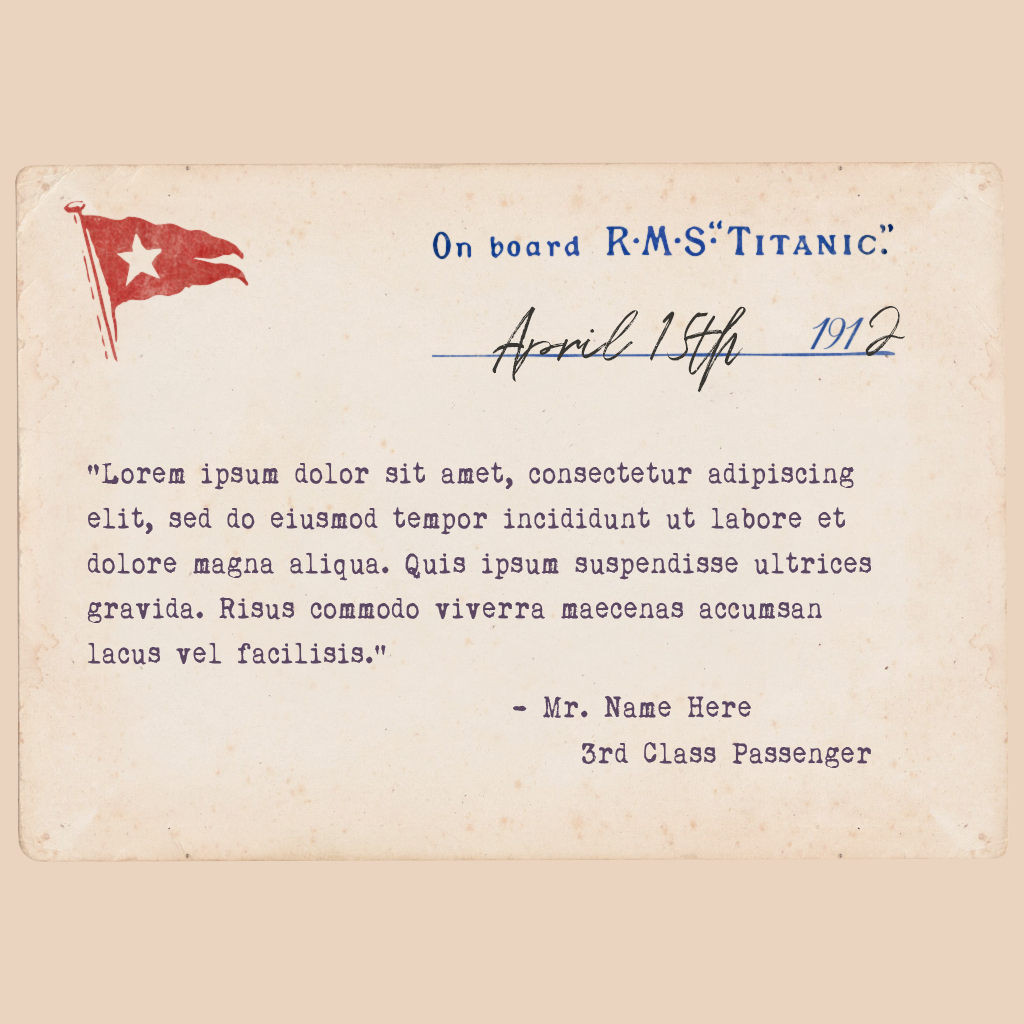 On board R·M·S· "TITANIC."
April 15th 1912
"Lorem ipsum dolor sit amet, consectetur adipiscing
elit, sed do eiusmod tempor incididunt ut labore et
dolore magna aliqua. Quis ipsum suspendisse ultrices
gravida. Risus commodo viverra maecenas accumsan
lacus vel facilisis."
- Mr. Name Here
3rd Class Passenger